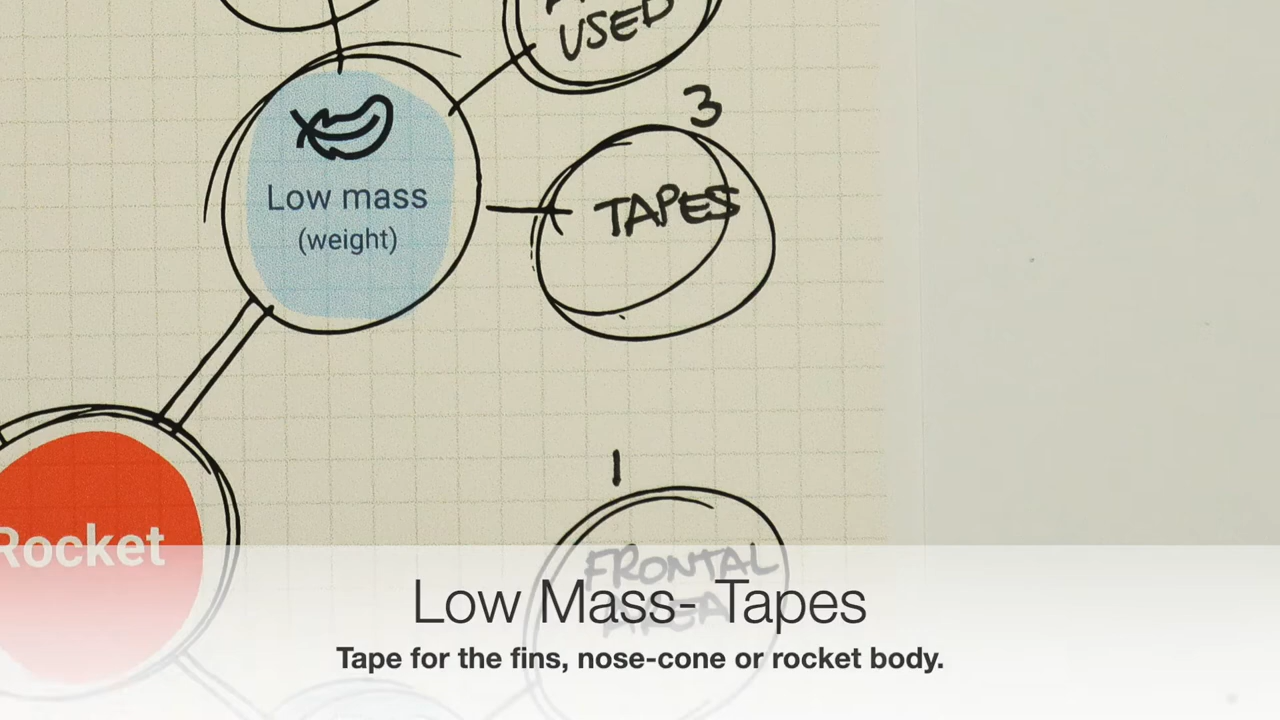 USED
3
TAPES
Low mass
(weight)
1
Rocket
FRONTAL
AREA
Low Mass- Tapes
Tape for the fins, nose-cone or rocket body.